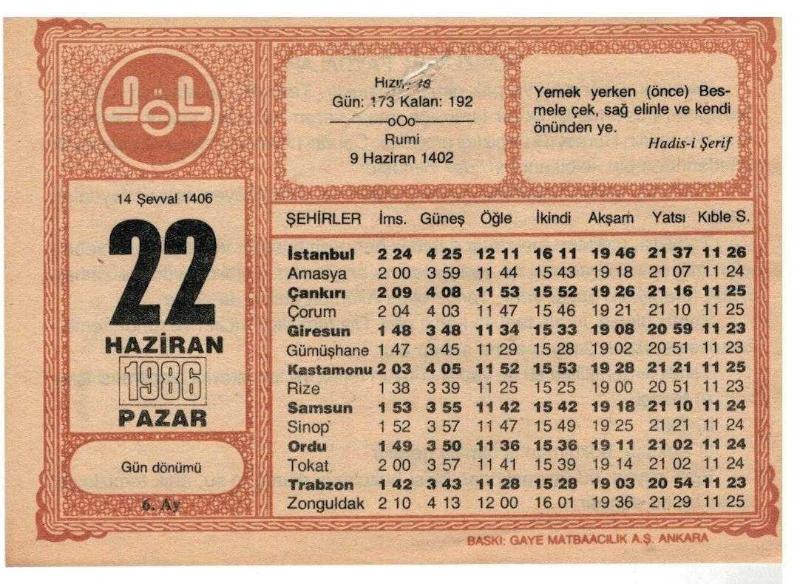 Gün: 173 Kalan: 192
oOo
Rumi
9 Haziran 1402
Yemek yerken (önce) Bes-
mele çek, sağ elinle ve kendi
önünden ye.
Hadis-i Şerif
14 Şevval 1406
22
HAZİRAN
1986
PAZAR
Gün dönümü
6. Ay
ŞEHİRLER İms. Güneş Öğle İkindi Akşam Yatsı Kıble S.
İstanbul 2 24 4 25 12 11 16 11 19 46 21 37 11 26
Amasya 2 00 3 59 11 44 15 43 19 18 21 07 11 24
Çankırı 2 09 4 08 11 53 15 52 19 26 21 16 11 25
Çorum 2 04 4 03 11 47 15 46 19 21 21 10 11 25
Giresun 1 48 3 48 11 34 15 33 19 08 20 59 11 23
Gümüşhane 1 47 3 45 11 29 15 28 19 02 20 51 11 23
Kastamonu 2 03 4 05 11 52 15 53 19 28 21 21 11 25
Rize 1 38 3 39 11 25 15 25 19 00 20 51 11 23
Samsun 1 53 3 55 11 42 15 42 19 18 21 10 11 24
Sinop 1 52 3 57 11 47 15 49 19 25 21 21 11 24
Ordu 1 49 3 50 11 36 15 36 19 11 21 02 11 24
Tokat 2 00 3 57 11 41 15 39 19 14 21 02 11 24
Trabzon 1 42 3 43 11 28 15 28 19 03 20 54 11 23
Zonguldak 2 10 4 13 12 00 16 01 19 36 21 29 11 25
BASKI: GAYE MATBAACILIK A.Ş. ANKARA